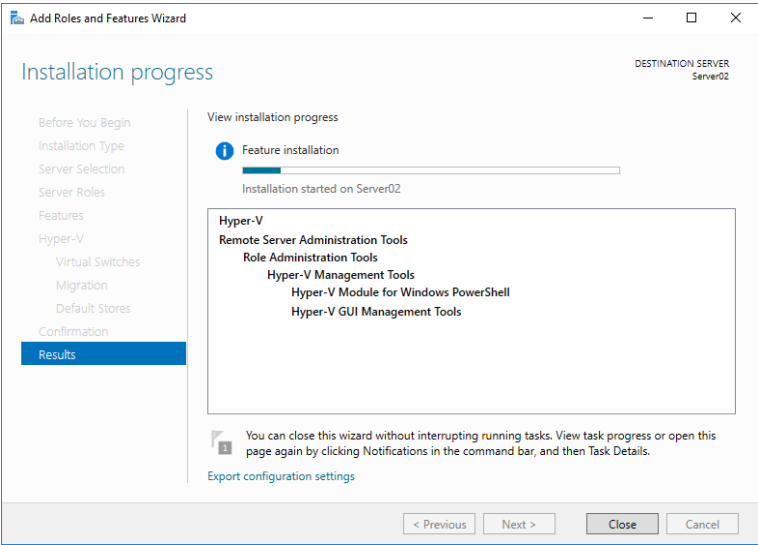 Add Roles and Features Wizard
Installation progress
DESTINATION SERVER
Server02
Before You Begin
Installation Type
Server Selection
Server Roles
Features
Hyper-V
Virtual Switches
Migration
Default Stores
Confirmation
Results
View installation progress
Feature installation
Installation started on Server02
Hyper-V
Remote Server Administration Tools
Role Administration Tools
Hyper-V Management Tools
Hyper-V Module for Windows PowerShell
Hyper-V GUI Management Tools
1
You can close this wizard without interrupting running tasks. View task progress or open this
page again by clicking Notifications in the command bar, and then Task Details.
Export configuration settings
< Previous
Next >
Close
Cancel